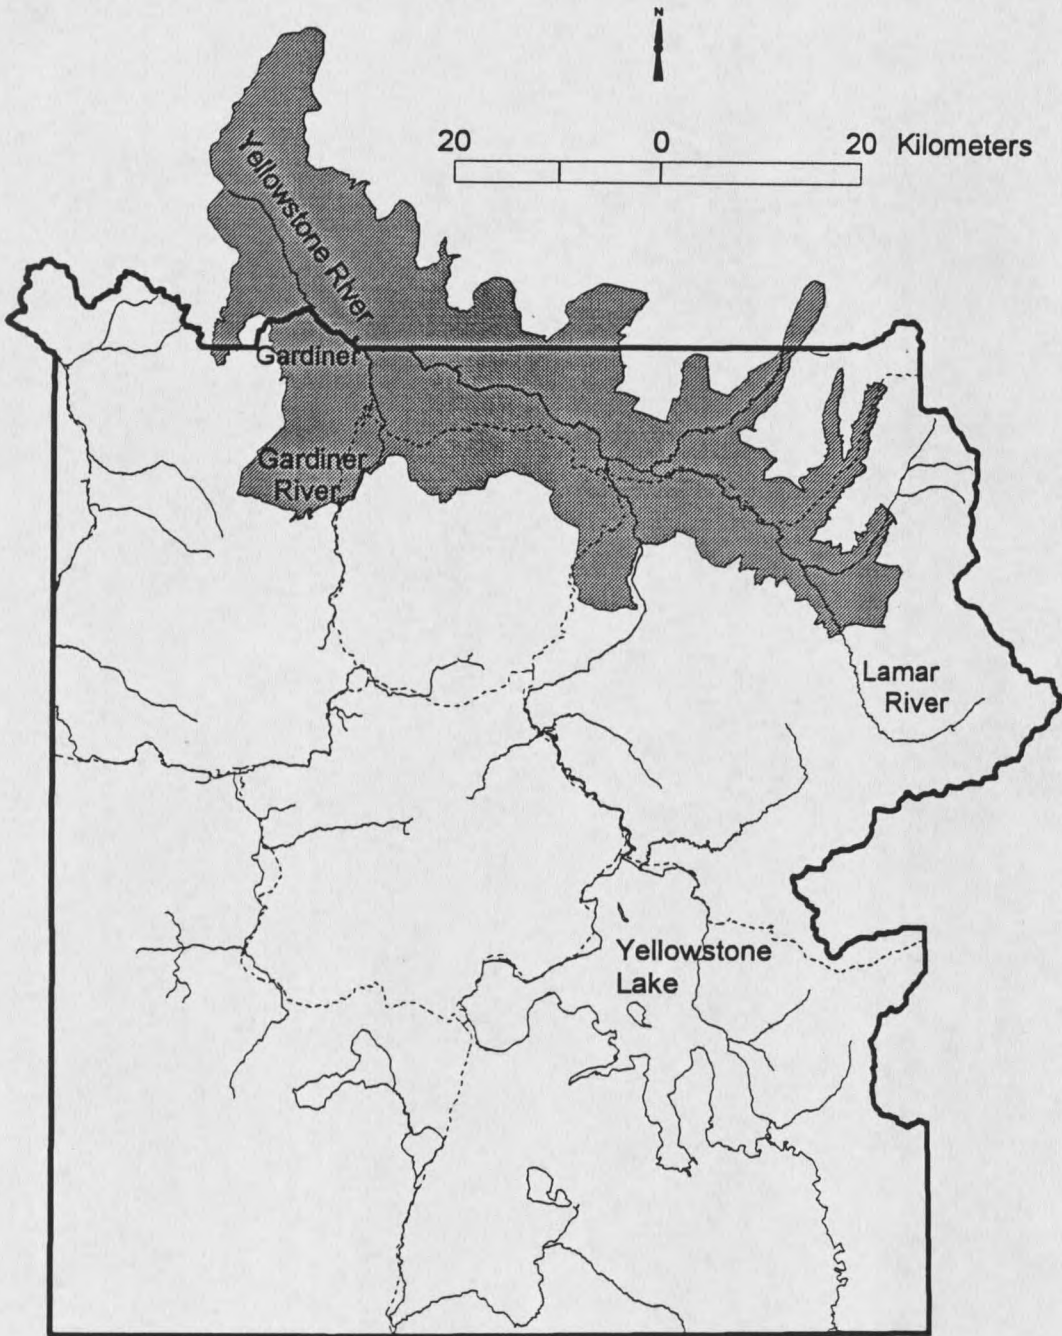 N
20 0 20 Kilometers
Yellowstone River
Gardiner
Gardiner
River
Lamar
River
Yellowstone
Lake